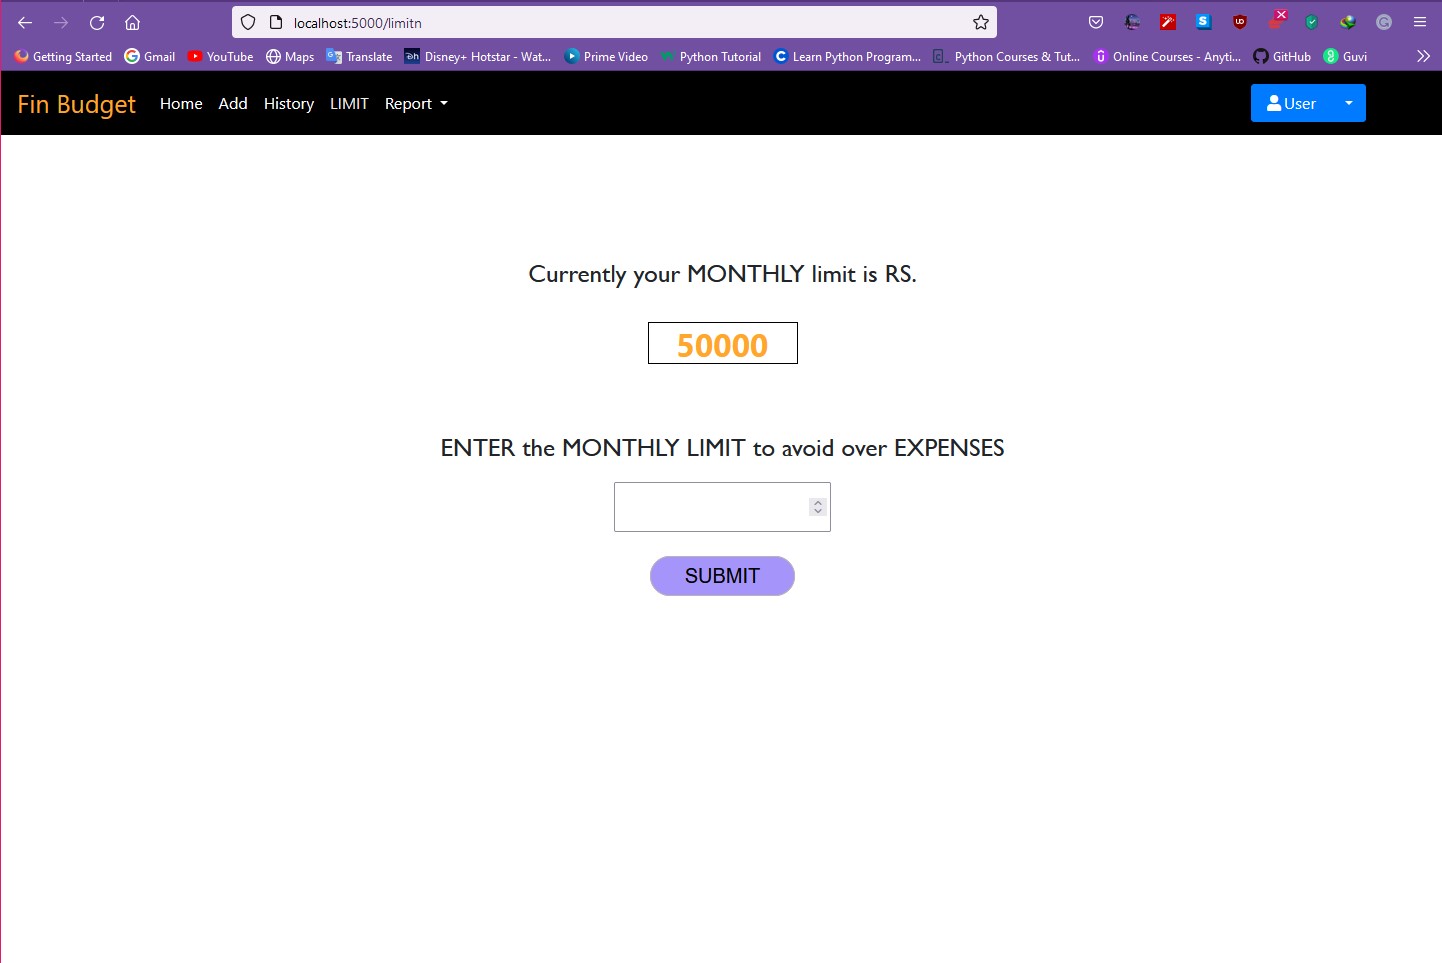 localhost:5000/limitn
Getting Started Gmail YouTube Maps Translate Disney+ Hotstar - Wat... Prime Video Python Tutorial Learn Python Program... Python Courses & Tut... Online Courses - Anyti... GitHub Guvi
Fin Budget Home Add History LIMIT Report User
Currently your MONTHLY limit is RS.
50000
ENTER the MONTHLY LIMIT to avoid over EXPENSES
SUBMIT